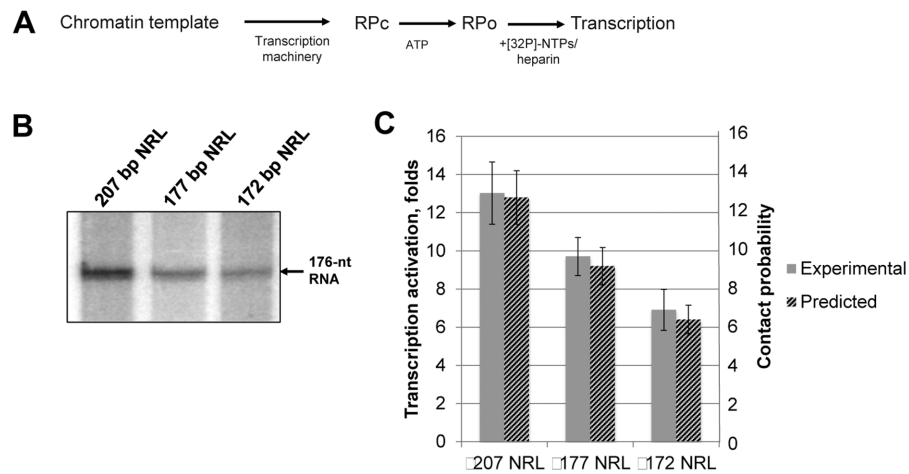 A
Chromatin template
RPc
RPo
Transcription
Transcription
machinery
ATP
+[32P]-NTPs/
heparin
B
207 bp NRL
177 bp NRL
172 bp NRL
176-nt
RNA
C
Transcription activation, folds
16
14
12
10
8
6
4
2
0
16
14
12
10
8
6
4
2
0
Contact probability
Experimental
Predicted
□207 NRL
□177 NRL
□172 NRL